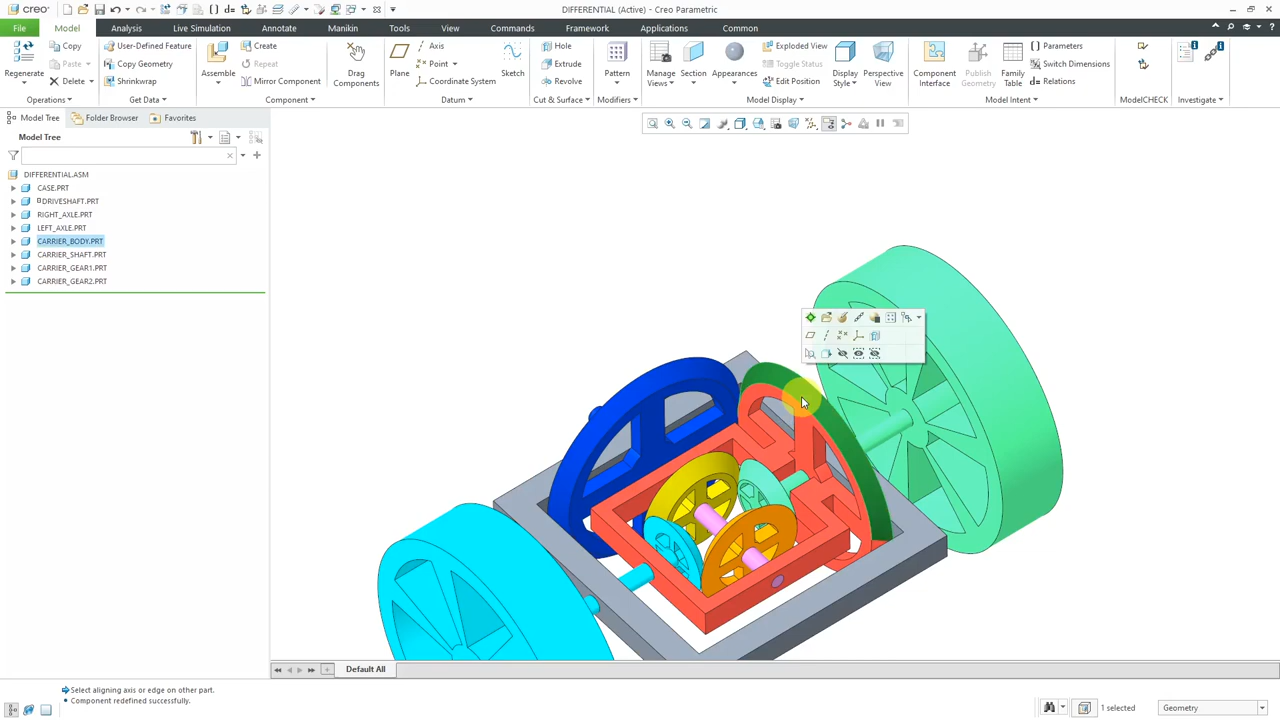 creo
DIFFERENTIAL (Active) - Creo Parametric
File Model Analysis Live Simulation Annotate Manikin Tools View Commands Framework Applications Common
Regenerate
Copy
Paste
Delete
Operations
User-Defined Feature
Copy Geometry
Shrinkwrap
Get Data
Assemble
Create
Repeat
Mirror Component
Component
Drag Components
Plane
Axis
Point
Coordinate System
Sketch
Datum
Hole
Extrude
Revolve
Cut & Surface
Pattern
Modifiers
Manage Views
Section
Appearances
Exploded View
Toggle Status
Edit Position
Display Style
Perspective View
Model Display
Component Interface
Publish Geometry
Family Table
Parameters
Switch Dimensions
Relations
Model Intent
ModelCHECK
Investigate
Model Tree Folder Browser Favorites
Model Tree
DIFFERENTIAL.ASM
CASE.PRT
DRIVESHAFT.PRT
RIGHT_AXLE.PRT
LEFT_AXLE.PRT
CARRIER_BODY.PRT
CARRIER_SHAFT.PRT
CARRIER_GEAR1.PRT
CARRIER_GEAR2.PRT
Default All
Select aligning axis or edge on other part.
Component redefined successfully.
1 selected
Geometry